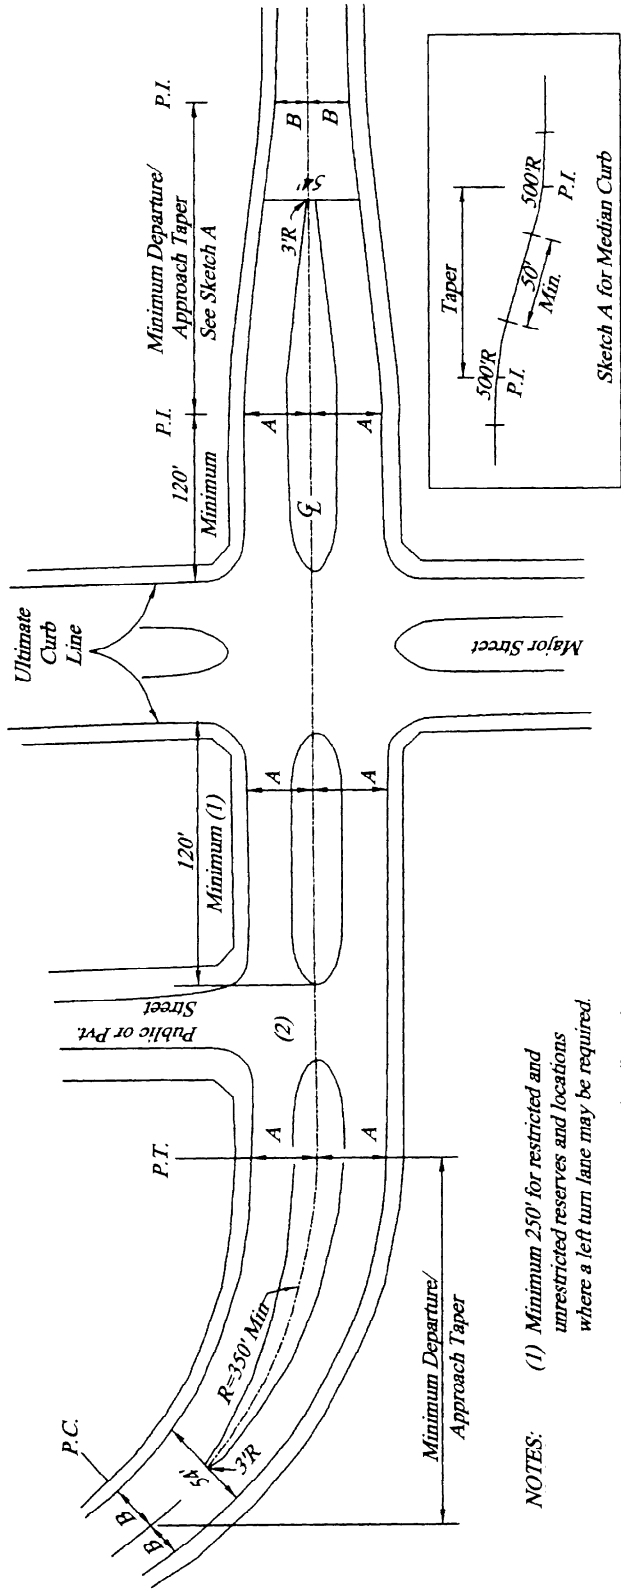 P.C.
B
B
54'
3'R
R=350' Min
Minimum Departure/
Approach Taper
P.T.
A
A
Public or Pvt.
Street
(2)
120'
Minimum (1)
A
A
Ultimate
Curb
Line
Major Street
120'
Minimum
P.I.
Minimum Departure/
Approach Taper
See Sketch A
P.I.
A
A
℄
3'R
54'
B
B
Taper
500'R
P.I.
50'
Min.
500'R
P.I.
Sketch A for Median Curb
NOTES: (1) Minimum 250' for restricted and
unrestricted reserves and locations
where a left turn lane may be required.